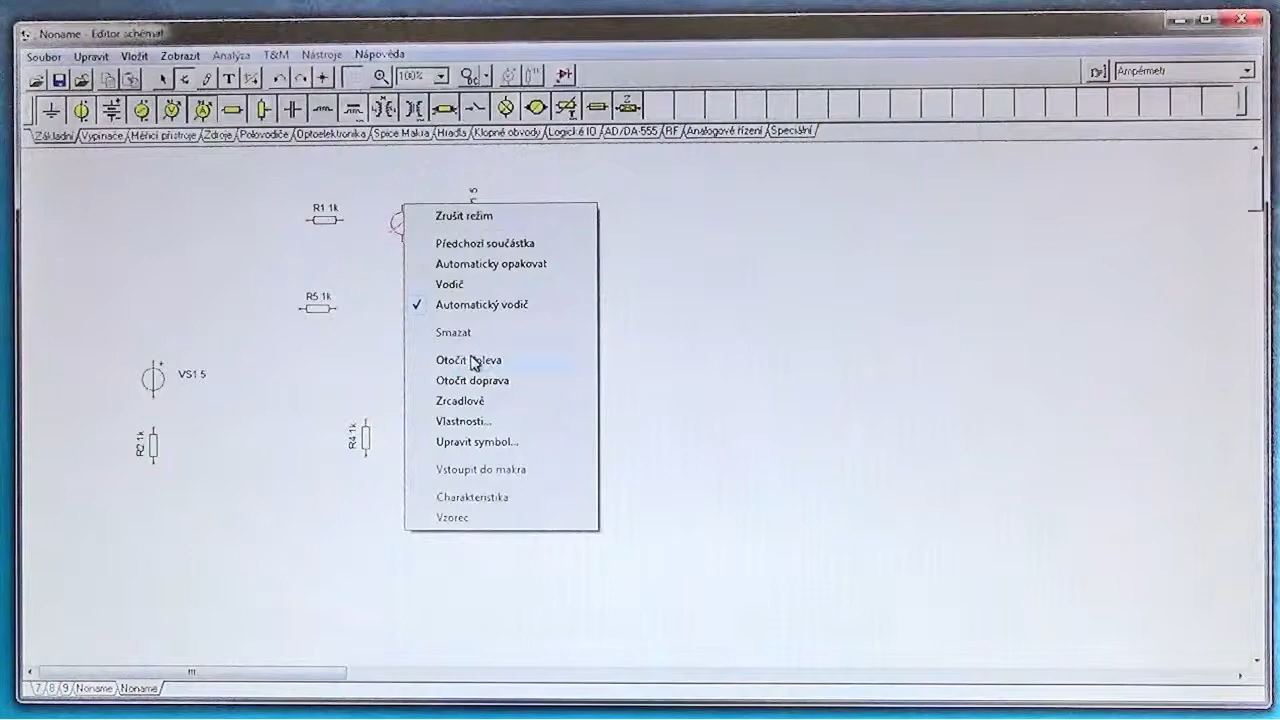 Noname - Editor schémat
Soubor Upravit Vložit Zobrazit Analýza T&M Nástroje Nápověda
T 100% Ampérmetr
V A Z
Základní Vypínače Měřicí přístroje Zdroje Polovodiče Optoelektronika Spice Makra Hradla Klopné obvody Logické IO AD/DA-555 RF Analogové řízení Speciální
R1 1k
Zrušit režim
Předchozí součástka
Automaticky opakovat
Vodič
R5 1k
Automatický vodič
Smazat
Otočit doleva
VS1 5
Otočit doprava
Zrcadlově
Vlastnosti...
R2 1k
R4 1k
Upravit symbol...
Vstoupit do makra
Charakteristika
Vzorec
7 8 9 Noname Noname